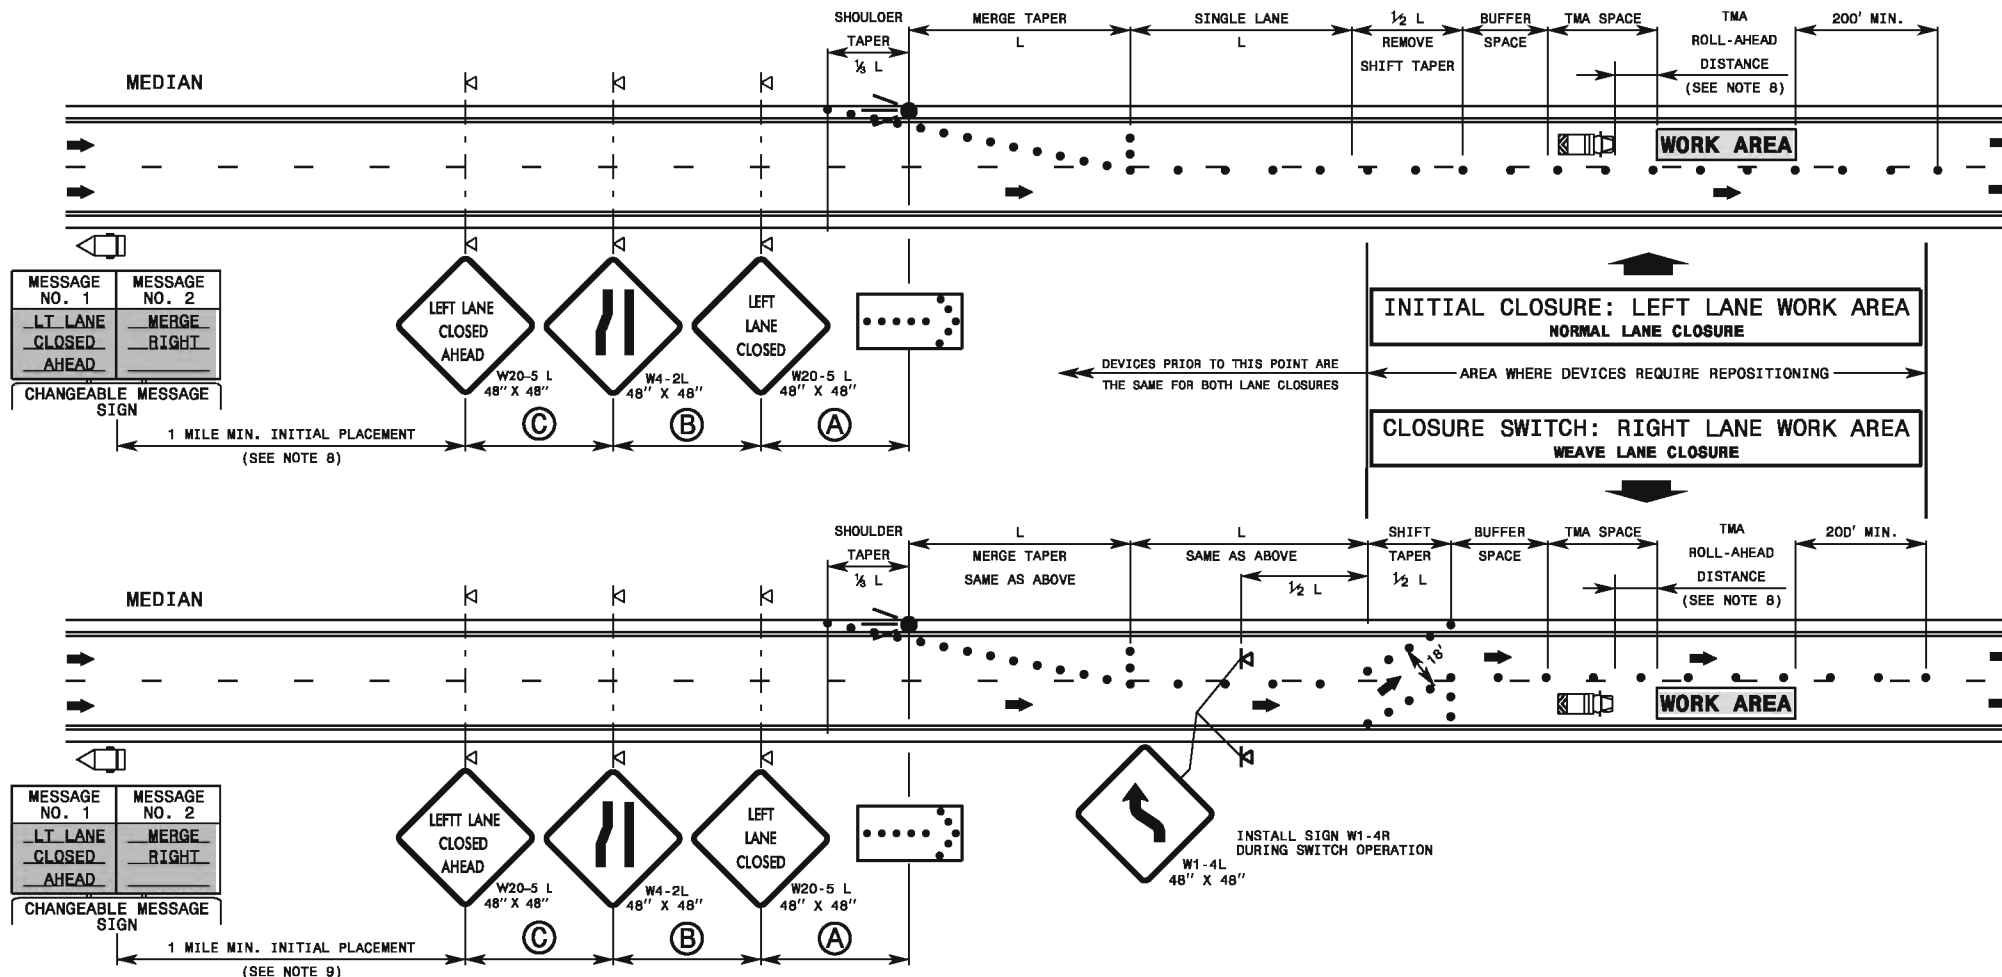 SHOULOER
TAPER
⅓ L
MERGE TAPER
L
SINGLE LANE
L
½ L
REMOVE
SHIFT TAPER
BUFFER
SPACE
TMA SPACE
TMA
ROLL-AHEAD
DISTANCE
(SEE NOTE 8)
200' MIN.
MEDIAN
WORK AREA
MESSAGE NO. 1
MESSAGE NO. 2
LT LANE
CLOSED
AHEAD
MERGE
RIGHT
CHANGEABLE MESSAGE
SIGN
LEFT LANE
CLOSED
AHEAD
W20-5 L
48" X 48"
W4-2L
48" X 48"
LEFT
LANE
CLOSED
W20-5 L
48" X 48"
1 MILE MIN. INITIAL PLACEMENT
(SEE NOTE 8)
C
B
A
INITIAL CLOSURE: LEFT LANE WORK AREA
NORMAL LANE CLOSURE
DEVICES PRIOR TO THIS POINT ARE
THE SAME FOR BOTH LANE CLOSURES
AREA WHERE DEVICES REQUIRE REPOSITIONING
CLOSURE SWITCH: RIGHT LANE WORK AREA
WEAVE LANE CLOSURE
SHOULDER
TAPER
⅓ L
L
MERGE TAPER
SAME AS ABOVE
L
SAME AS ABOVE
½ L
SHIFT
TAPER
½ L
BUFFER
SPACE
TMA SPACE
TMA
ROLL-AHEAD
DISTANCE
(SEE NOTE 8)
20D' MIN.
MEDIAN
18'
WORK AREA
MESSAGE NO. 1
MESSAGE NO. 2
LT LANE
CLOSED
AHEAD
MERGE
RIGHT
CHANGEABLE MESSAGE
SIGN
LEFTT LANE
CLOSED
AHEAD
W20-5 L
48" X 48"
W4-2L
48" X 48"
LEFT
LANE
CLOSED
W20-5 L
48" X 48"
INSTALL SIGN W1-4R
DURING SWITCH OPERATION
W1-4L
48" X 48"
1 MILE MIN. INITIAL PLACEMENT
(SEE NOTE 9)
C
B
A